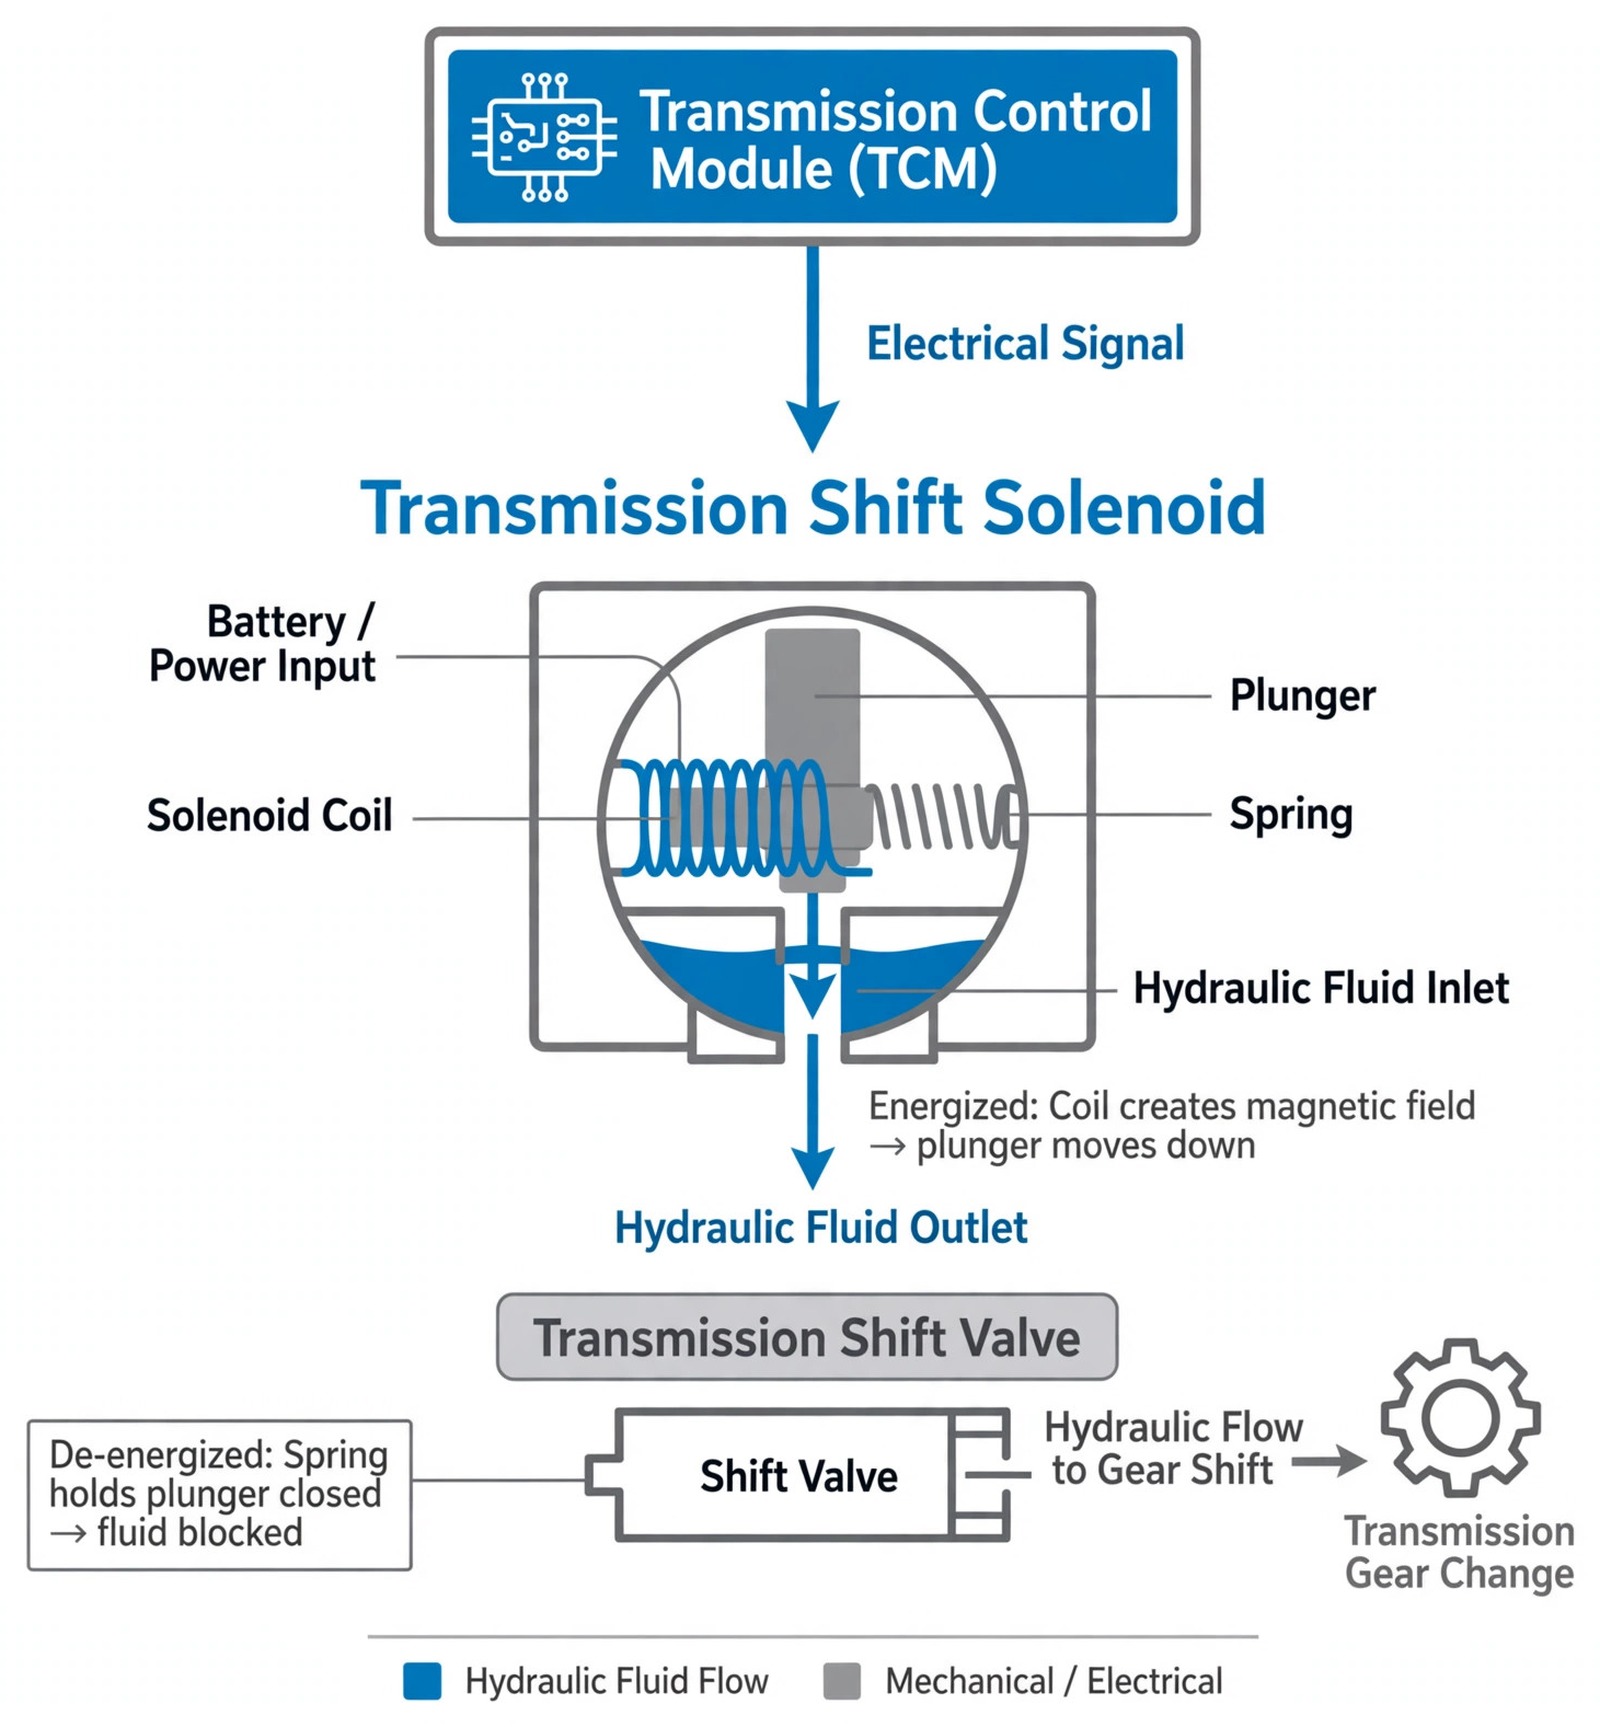 Transmission Control
Module (TCM)
Electrical Signal
Transmission Shift Solenoid
Battery /
Power Input
Plunger
Solenoid Coil
Spring
Hydraulic Fluid Inlet
Energized: Coil creates magnetic field
→ plunger moves down
Hydraulic Fluid Outlet
Transmission Shift Valve
De-energized: Spring
holds plunger closed
→ fluid blocked
Shift Valve
Hydraulic Flow
to Gear Shift
Transmission
Gear Change
Hydraulic Fluid Flow
Mechanical / Electrical